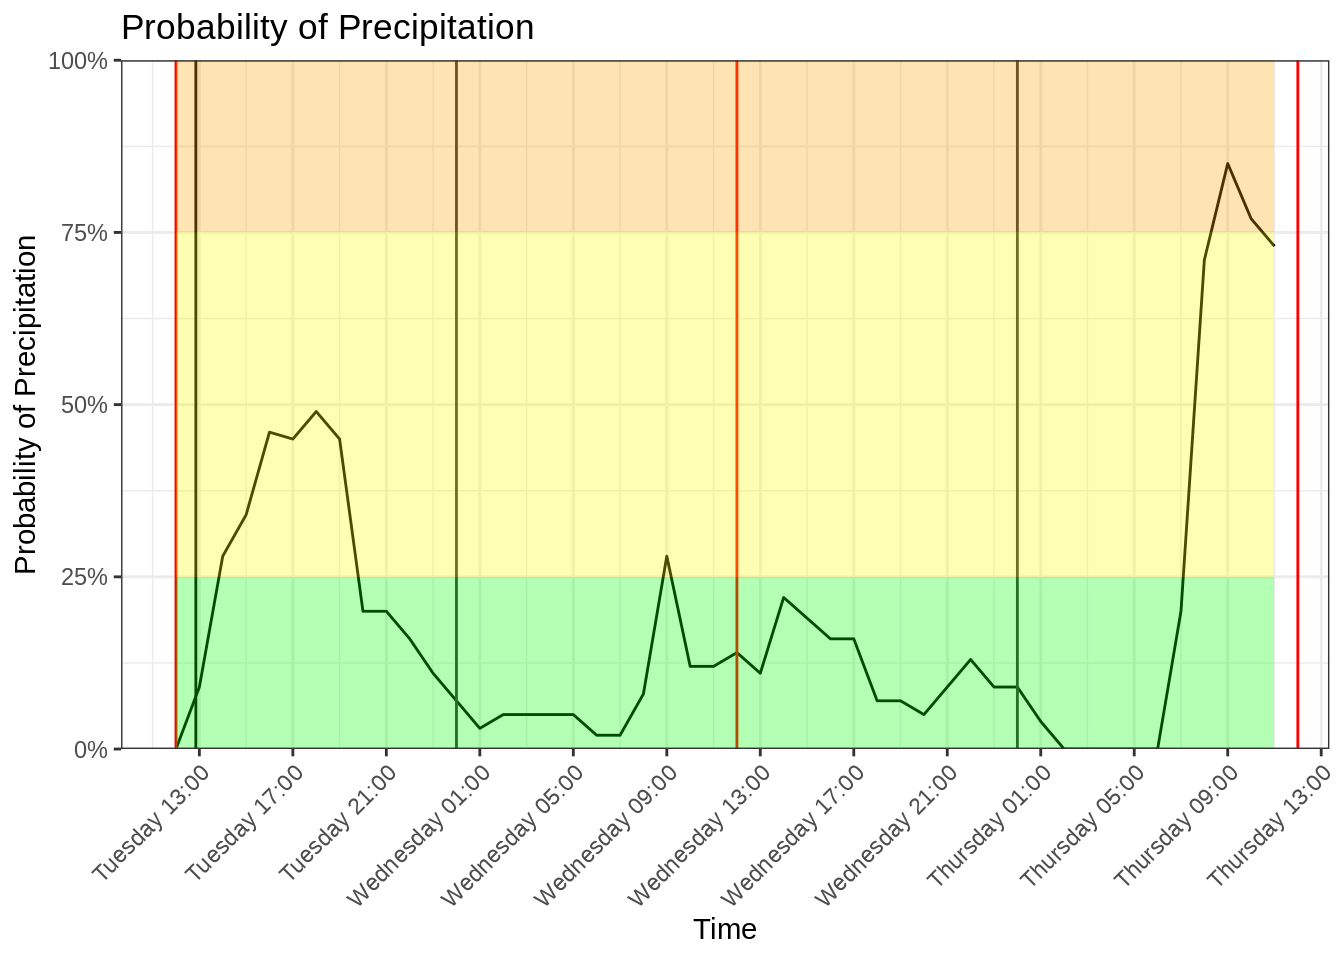 Probability of Precipitation
Probability of Precipitation
100%
75%
50%
25%
0%
Tuesday 13:00
Tuesday 17:00
Tuesday 21:00
Wednesday 01:00
Wednesday 05:00
Wednesday 09:00
Wednesday 13:00
Wednesday 17:00
Wednesday 21:00
Thursday 01:00
Thursday 05:00
Thursday 09:00
Thursday 13:00
Time